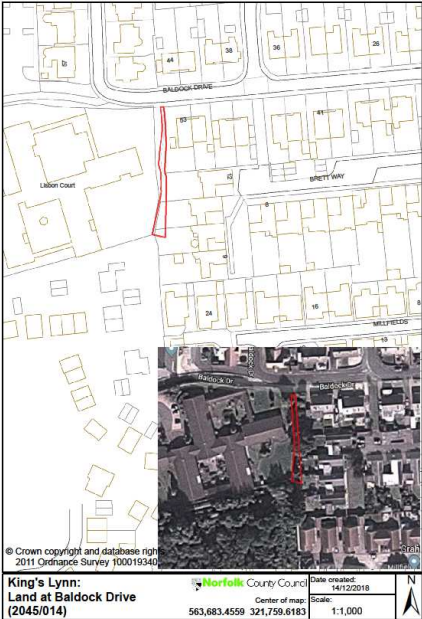 44
38
36
26
BALDOCK DRIVE
53
41
Lisbon Court
BRETT WAY
6
24
16
8
MILLFIELDS
13
Baldock Dr
Baldock Dr
© Crown copyright and database rights
2011 Ordnance Survey 100019340
King's Lynn:
Land at Baldock Drive
(2045/014)
Norfolk County Council
Center of map:
563,683.4559 321,759.6183
Date created:
14/12/2018
Scale:
1:1,000
N